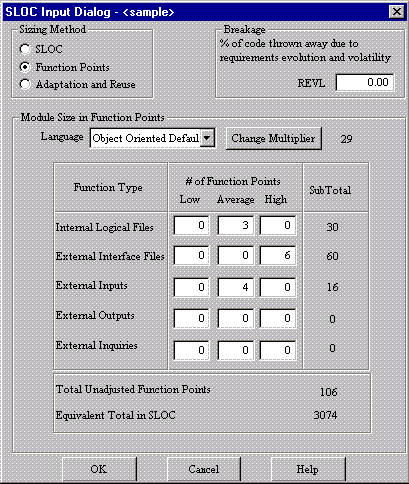 SLOC Input Dialog - <sample>
Sizing Method
SLOC
Function Points
Adaptation and Reuse
Breakage
% of code thrown away due to
requirements evolution and volatility
REVL 0.00
Module Size in Function Points
Language Object Oriented Defaul Change Multiplier 29
Function Type
# of Function Points
Low Average High
SubTotal
Internal Logical Files 0 3 0 30
External Interface Files 0 0 6 60
External Inputs 0 4 0 16
External Outputs 0 0 0 0
External Inquiries 0 0 0 0
Total Unadjusted Function Points 106
Equivalent Total in SLOC 3074
OK Cancel Help